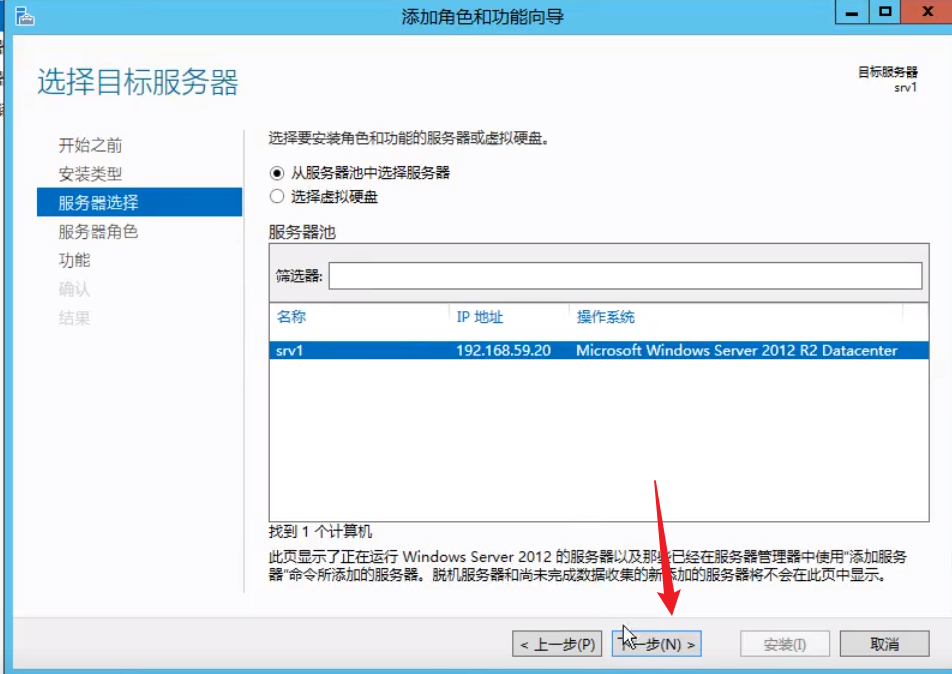 添加角色和功能向导
选择目标服务器
目标服务器
srv1
开始之前
安装类型
服务器选择
服务器角色
功能
确认
结果
选择要安装角色和功能的服务器或虚拟硬盘。
从服务器池中选择服务器
选择虚拟硬盘
服务器池
筛选器:
名称 IP 地址 操作系统
srv1 192.168.59.20 Microsoft Windows Server 2012 R2 Datacenter
找到 1 个计算机
此页显示了正在运行 Windows Server 2012 的服务器以及那些已经在服务器管理器中使用"添加服务
器"命令所添加的服务器。脱机服务器和尚未完成数据收集的新添加的服务器将不会在此页中显示。
< 上一步(P) 下一步(N) > 安装(I) 取消